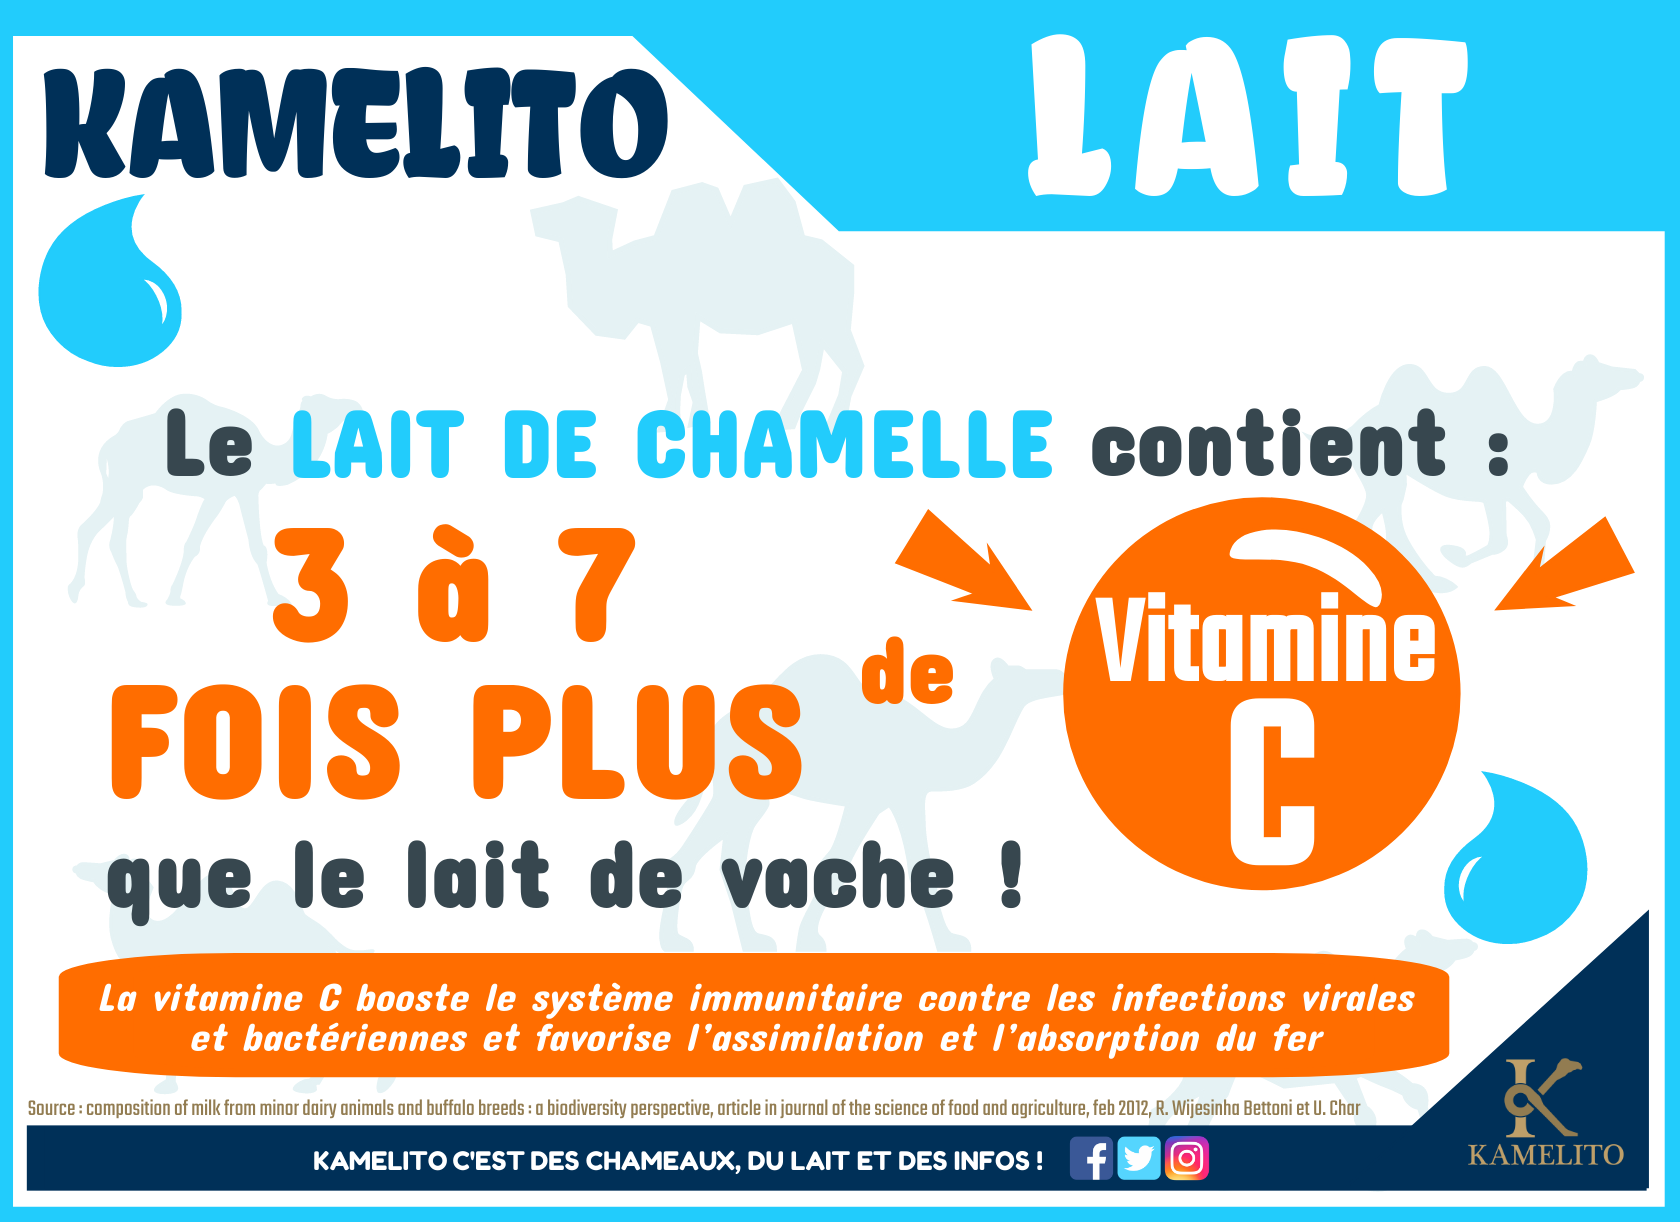 KAMELITO
LAIT
Le LAIT DE CHAMELLE contient :
3 à 7
FOIS PLUS
de
Vitamine
C
que le lait de vache !
La vitamine C booste le système immunitaire contre les infections virales
et bactériennes et favorise l'assimilation et l'absorption du fer
Source : composition of milk from minor dairy animals and buffalo breeds : a biodiversity perspective, article in journal of the science of food and agriculture, feb 2012, R. Wijesinha Bettoni et U. Char
KAMELITO C'EST DES CHAMEAUX, DU LAIT ET DES INFOS !
KAMELITO